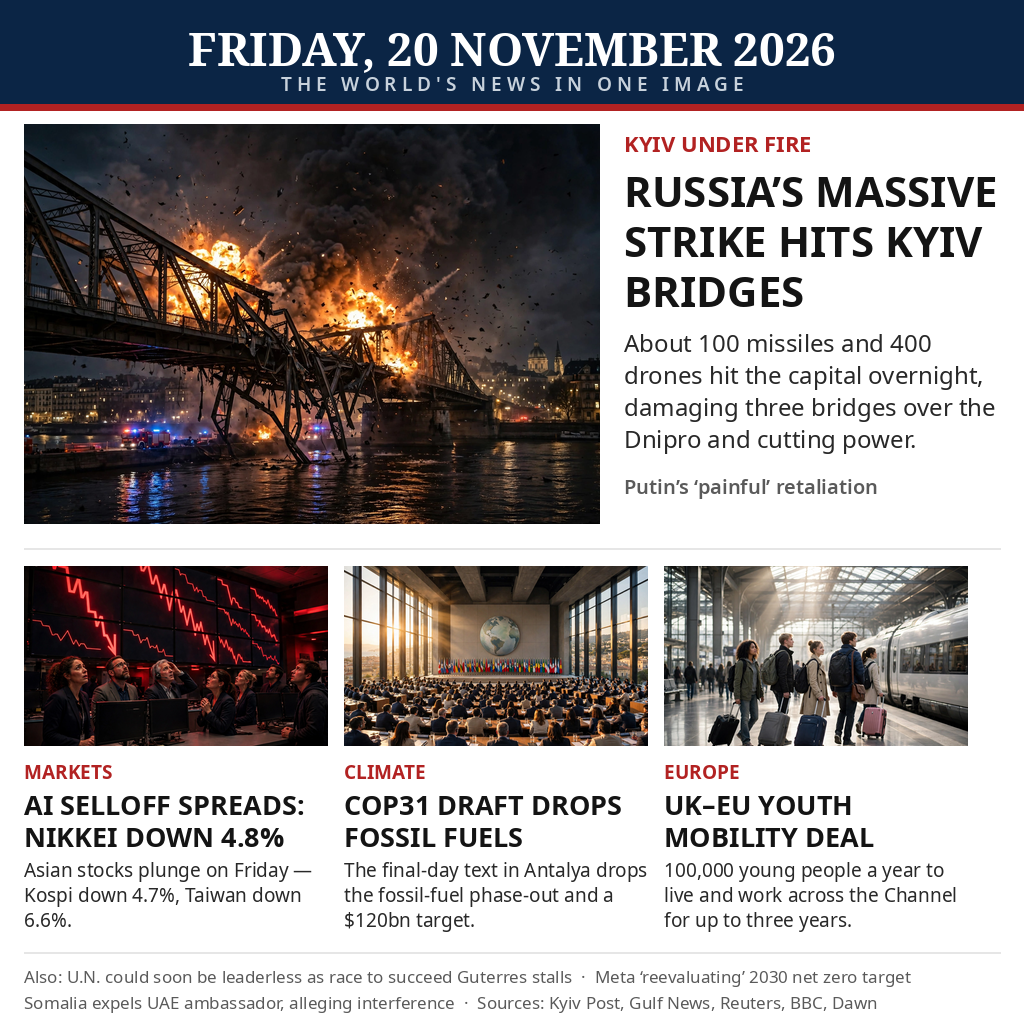 FRIDAY, 20 NOVEMBER 2026
THE WORLD'S NEWS IN ONE IMAGE
KYIV UNDER FIRE
RUSSIA’S MASSIVE
STRIKE HITS KYIV
BRIDGES
About 100 missiles and 400
drones hit the capital overnight,
damaging three bridges over the
Dnipro and cutting power.
Putin’s ‘painful’ retaliation
MARKETS
AI SELLOFF SPREADS:
NIKKEI DOWN 4.8%
Asian stocks plunge on Friday —
Kospi down 4.7%, Taiwan down
6.6%.
CLIMATE
COP31 DRAFT DROPS
FOSSIL FUELS
The final-day text in Antalya drops
the fossil-fuel phase-out and a
$120bn target.
EUROPE
UK–EU YOUTH
MOBILITY DEAL
100,000 young people a year to
live and work across the Channel
for up to three years.
Also: U.N. could soon be leaderless as race to succeed Guterres stalls · Meta ‘reevaluating’ 2030 net zero target
Somalia expels UAE ambassador, alleging interference · Sources: Kyiv Post, Gulf News, Reuters, BBC, Dawn